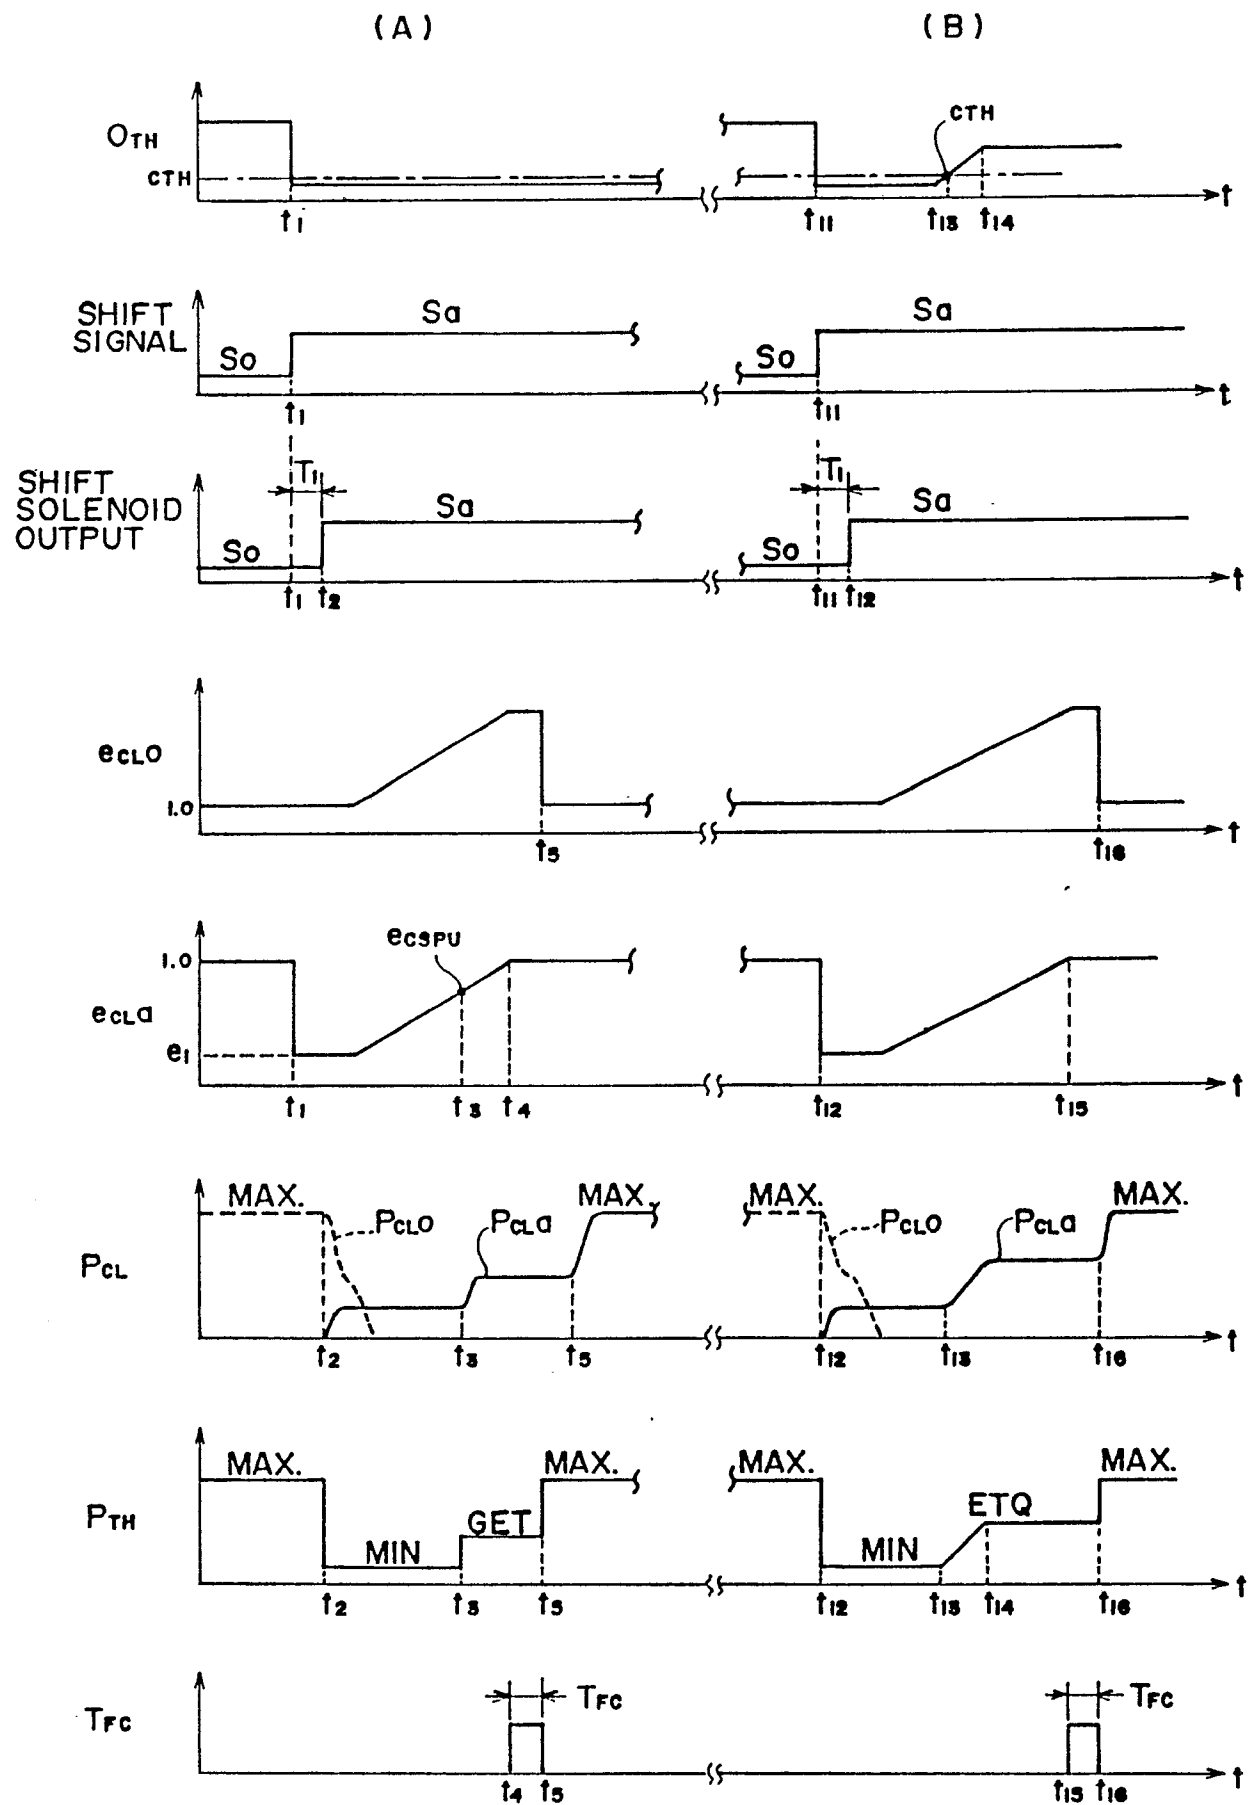 (A) (B)
OTH
CTH
CTH
t1 t11 t13 t14 t
SHIFT
SIGNAL
So Sa So Sa
t1 t11 t
SHIFT
SOLENOID
OUTPUT
T1 T1
So Sa So Sa
t1 t2 t11 t12 t
eCLO
1.0
t5 t16 t
eCSPU
1.0
eCLa
e1
t1 t3 t4 t12 t15 t
PCL
MAX. PCLO PCLa MAX. MAX. PCLO PCLa MAX.
t2 t3 t5 t12 t13 t16 t
PTH
MAX. MIN GET MAX. MAX. MIN ETQ MAX.
t2 t3 t5 t12 t13 t14 t16 t
TFC
TFC TFC
t4 t5 t15 t16 t